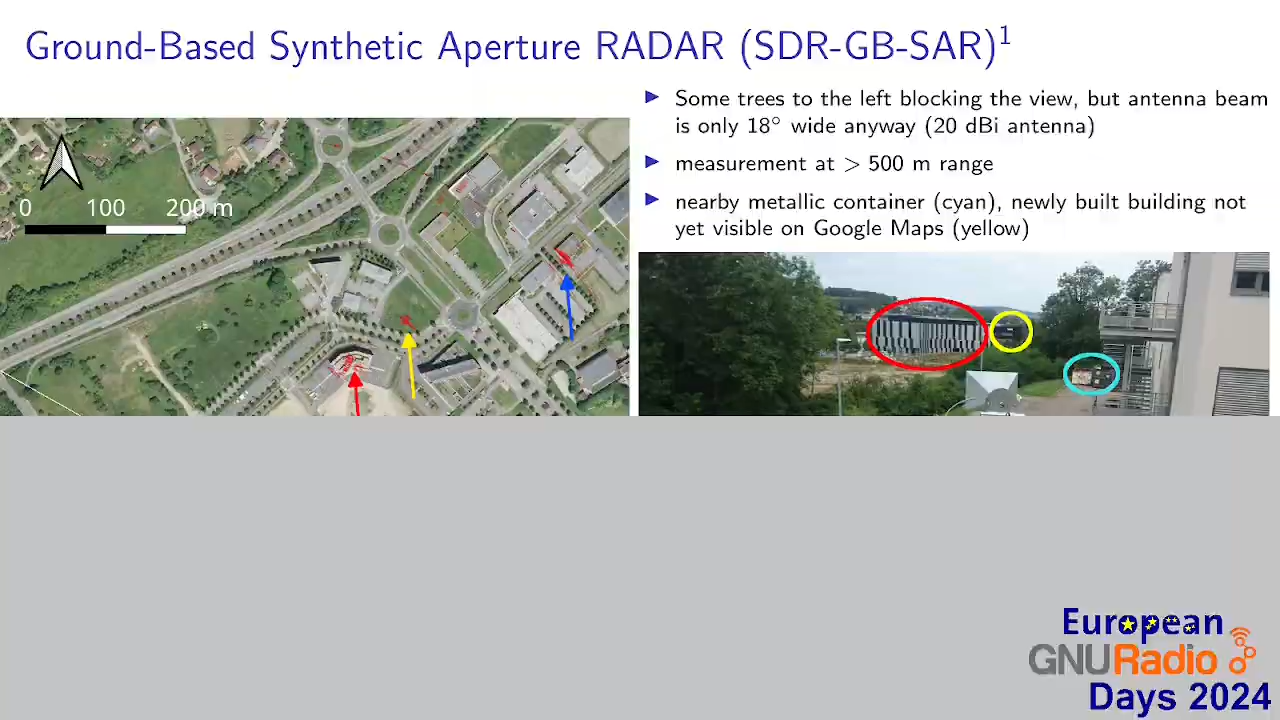 Ground-Based Synthetic Aperture RADAR (SDR-GB-SAR)¹
▶ Some trees to the left blocking the view, but antenna beam
is only 18° wide anyway (20 dBi antenna)
▶ measurement at > 500 m range
▶ nearby metallic container (cyan), newly built building not
yet visible on Google Maps (yellow)
0 100 200 m
European
GNURadio
Days 2024